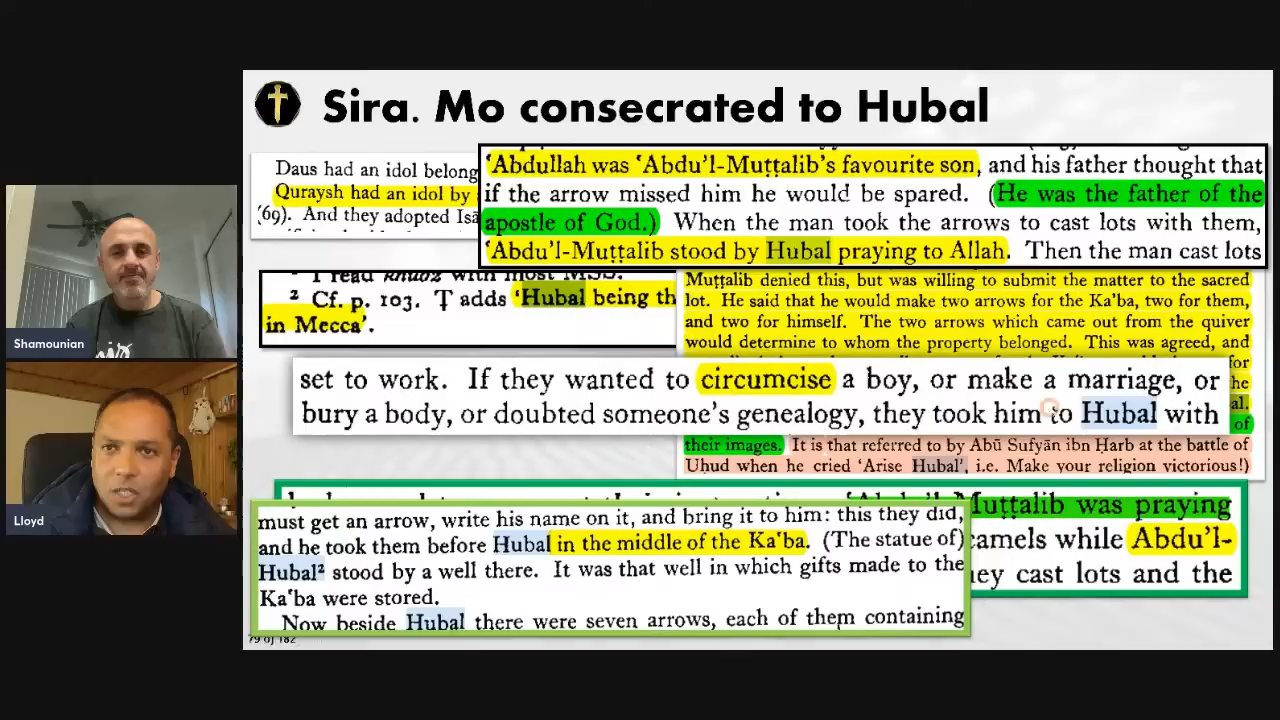 Sira. Mo consecrated to Hubal
Daus had an idol belong
Quraysh had an idol by
(69). And they adopted Isā
'Abdullah was 'Abdu'l-Muṭṭalib's favourite son, and his father thought that
if the arrow missed him he would be spared. (He was the father of the
apostle of God.) When the man took the arrows to cast lots with them,
'Abdu'l-Muṭṭalib stood by Hubal praying to Allah. Then the man cast lots
² Cf. p. 103. Ṭ adds 'Hubal being th
in Mecca'.
Muṭṭalib denied this, but was willing to submit the matter to the sacred
lot. He said that he would make two arrows for the Ka'ba, two for them,
and two for himself. The two arrows which came out from the quiver
would determine to whom the property belonged. This was agreed, and
for
he
al.
of
set to work. If they wanted to circumcise a boy, or make a marriage, or
bury a body, or doubted someone's genealogy, they took him to Hubal with
their images. It is that referred to by Abū Sufyān ibn Ḥarb at the battle of
Uḥud when he cried 'Arise Hubal', i.e. Make your religion victorious!)
Muṭṭalib was praying
camels while Abdu'l-
hey cast lots and the
must get an arrow, write his name on it, and bring it to him: this they did,
and he took them before Hubal in the middle of the Ka'ba. (The statue of)
Hubal² stood by a well there. It was that well in which gifts made to the
Ka'ba were stored.
Now beside Hubal there were seven arrows, each of them containing
79 of 182
Shamounian
Lloyd